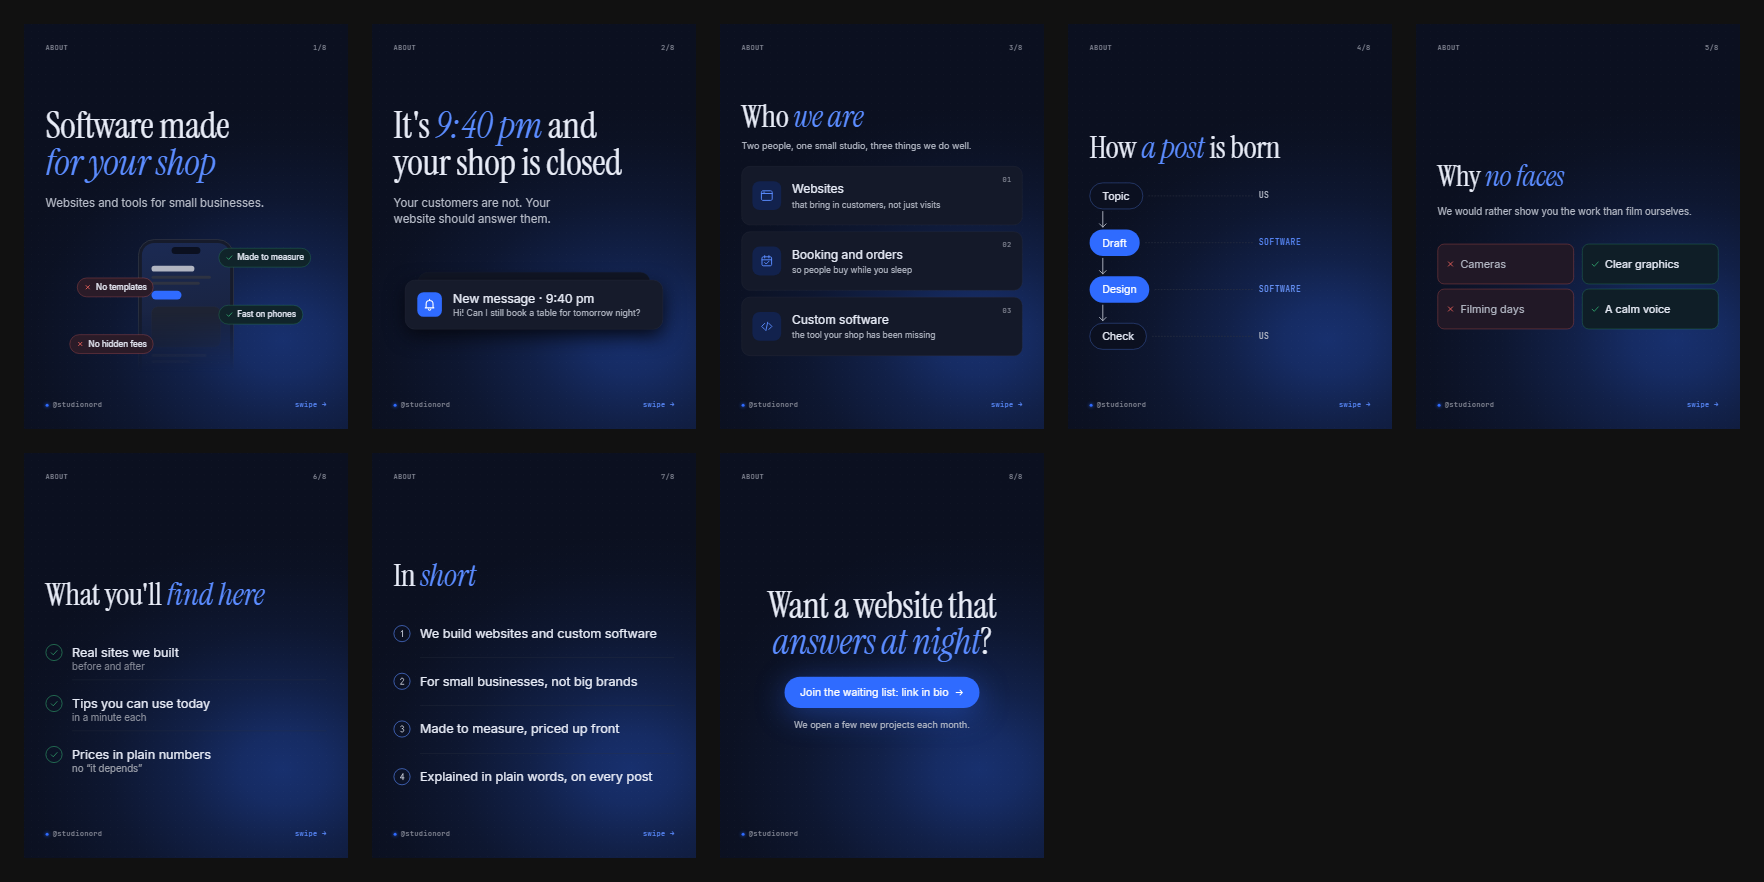 ABOUT 1/8
Software made
for your shop
Websites and tools for small businesses.
✓ Made to measure
× No templates
✓ Fast on phones
× No hidden fees
@studionord swipe →
ABOUT 2/8
It's 9:40 pm and
your shop is closed
Your customers are not. Your
website should answer them.
New message · 9:40 pm
Hi! Can I still book a table for tomorrow night?
@studionord swipe →
ABOUT 3/8
Who we are
Two people, one small studio, three things we do well.
Websites 01
that bring in customers, not just visits
Booking and orders 02
so people buy while you sleep
Custom software 03
the tool your shop has been missing
@studionord swipe →
ABOUT 4/8
How a post is born
Topic US
Draft SOFTWARE
Design SOFTWARE
Check US
@studionord swipe →
ABOUT 5/8
Why no faces
We would rather show you the work than film ourselves.
× Cameras ✓ Clear graphics
× Filming days ✓ A calm voice
@studionord swipe →
ABOUT 6/8
What you'll find here
Real sites we built
before and after
Tips you can use today
in a minute each
Prices in plain numbers
no “it depends”
@studionord swipe →
ABOUT 7/8
In short
1 We build websites and custom software
2 For small businesses, not big brands
3 Made to measure, priced up front
4 Explained in plain words, on every post
@studionord swipe →
ABOUT 8/8
Want a website that
answers at night?
Join the waiting list: link in bio →
We open a few new projects each month.
@studionord